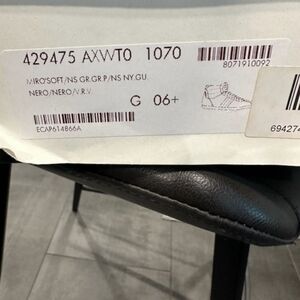 429475 AXWT0 1070
8071910092
MIRO'SOFT/NS GR.GR.P/NS NY.GU.
NERO/NERO/V.R.V.
G 06+
ECAP614866A
694274